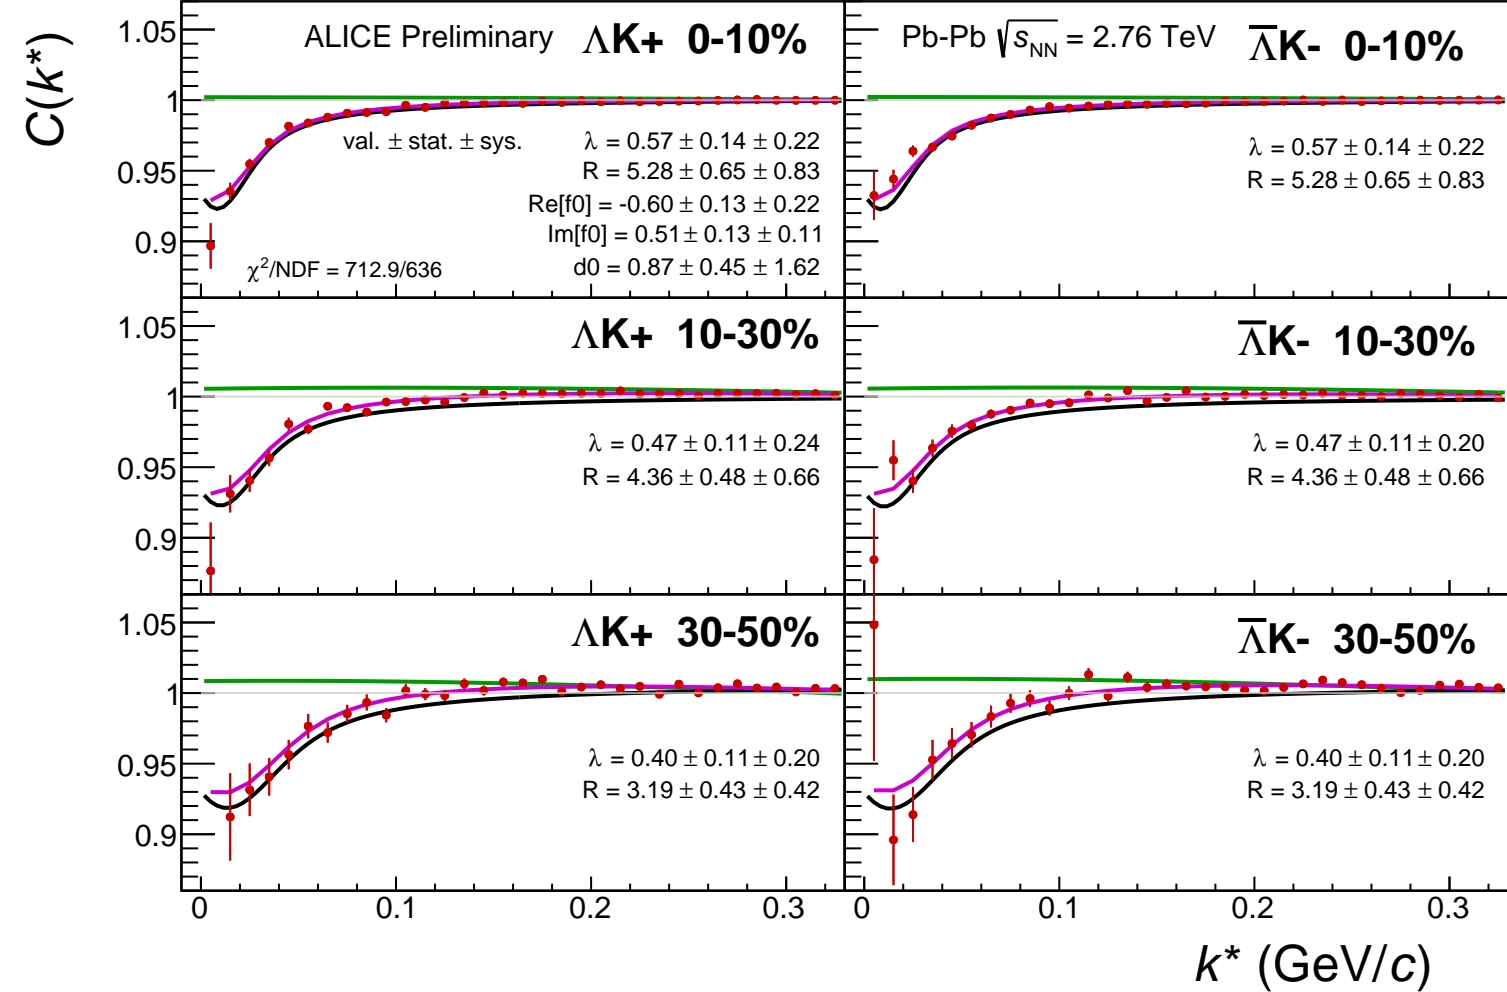 C(k*)
ALICE Preliminary ΛK+ 0-10%
1.05
1
0.95
0.9
val. ± stat. ± sys.
λ = 0.57 ± 0.14 ± 0.22
R = 5.28 ± 0.65 ± 0.83
Re[f0] = -0.60 ± 0.13 ± 0.22
Im[f0] = 0.51 ± 0.13 ± 0.11
d0 = 0.87 ± 0.45 ± 1.62
χ²/NDF = 712.9/636
Pb-Pb √sNN = 2.76 TeV Λ̅K- 0-10%
λ = 0.57 ± 0.14 ± 0.22
R = 5.28 ± 0.65 ± 0.83
ΛK+ 10-30%
1.05
1
0.95
0.9
λ = 0.47 ± 0.11 ± 0.24
R = 4.36 ± 0.48 ± 0.66
Λ̅K- 10-30%
λ = 0.47 ± 0.11 ± 0.20
R = 4.36 ± 0.48 ± 0.66
ΛK+ 30-50%
1.05
1
0.95
0.9
λ = 0.40 ± 0.11 ± 0.20
R = 3.19 ± 0.43 ± 0.42
Λ̅K- 30-50%
λ = 0.40 ± 0.11 ± 0.20
R = 3.19 ± 0.43 ± 0.42
0 0.1 0.2 0.3 0 0.1 0.2 0.3
k* (GeV/c)